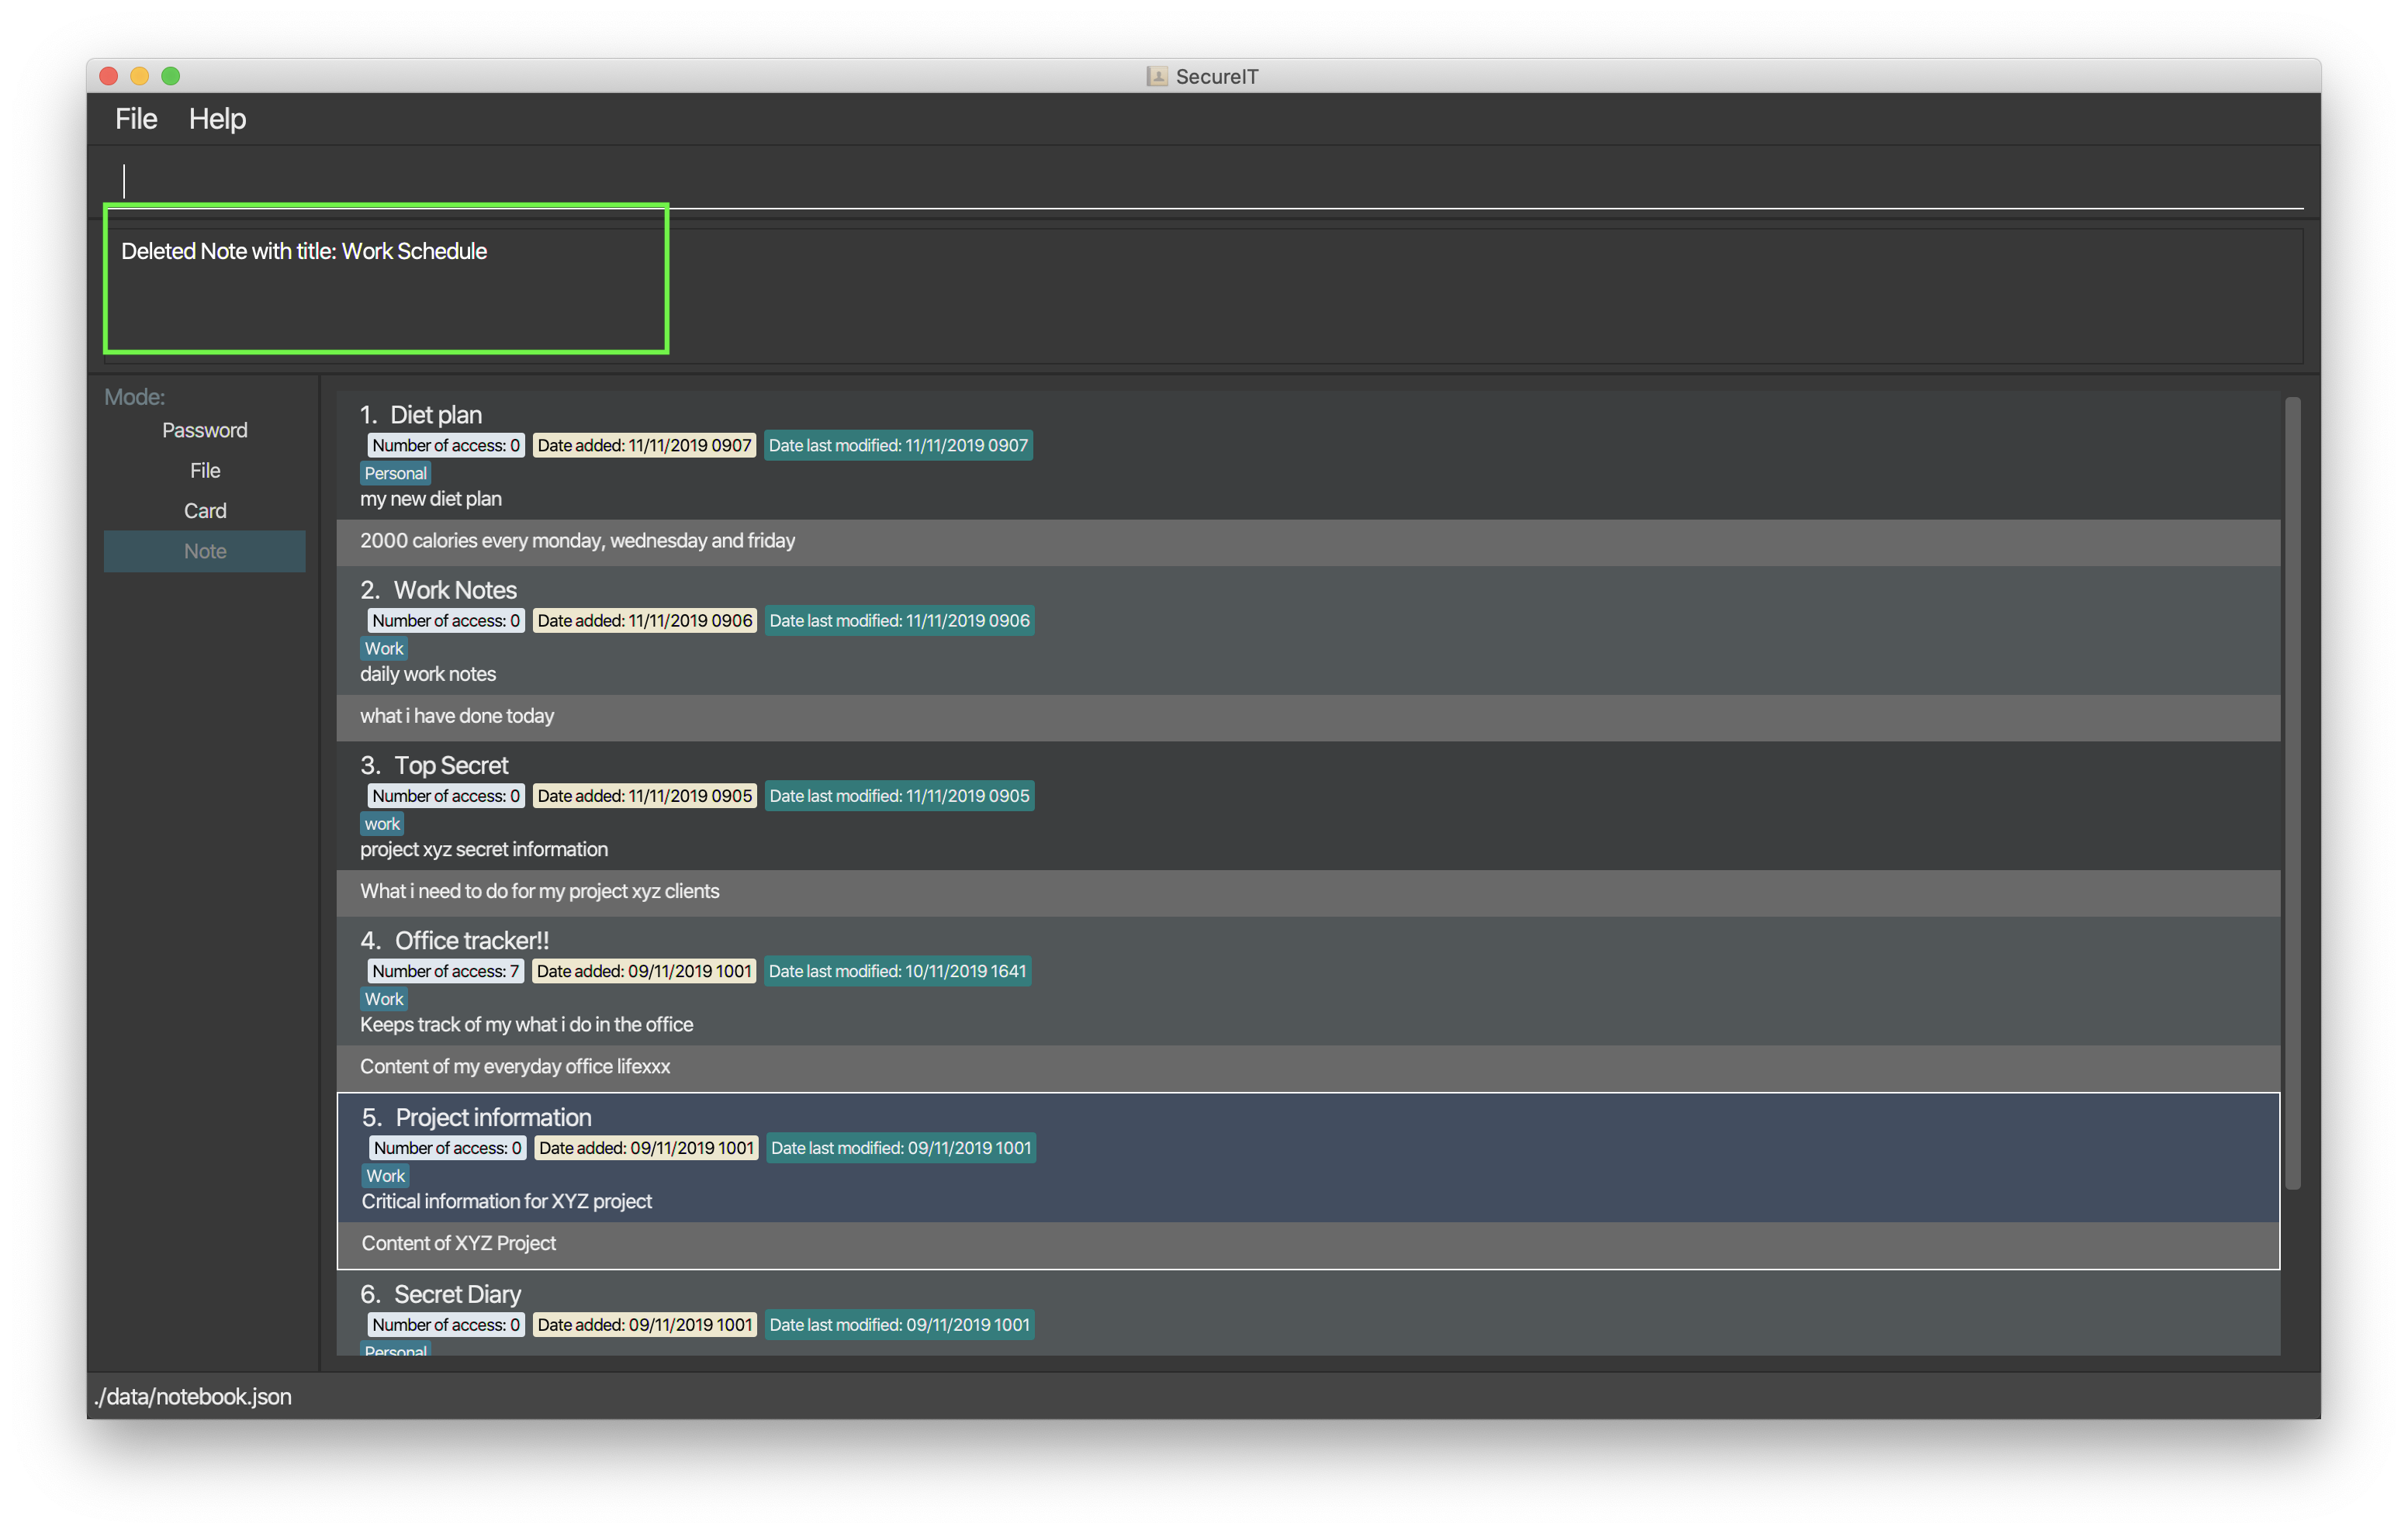 SecureIT
File Help
Deleted Note with title: Work Schedule
Mode:
Password
File
Card
Note
1. Diet plan
Number of access: 0 Date added: 11/11/2019 0907 Date last modified: 11/11/2019 0907
Personal
my new diet plan
2000 calories every monday, wednesday and friday
2. Work Notes
Number of access: 0 Date added: 11/11/2019 0906 Date last modified: 11/11/2019 0906
Work
daily work notes
what i have done today
3. Top Secret
Number of access: 0 Date added: 11/11/2019 0905 Date last modified: 11/11/2019 0905
work
project xyz secret information
What i need to do for my project xyz clients
4. Office tracker!!
Number of access: 7 Date added: 09/11/2019 1001 Date last modified: 10/11/2019 1641
Work
Keeps track of my what i do in the office
Content of my everyday office lifexxx
5. Project information
Number of access: 0 Date added: 09/11/2019 1001 Date last modified: 09/11/2019 1001
Work
Critical information for XYZ project
Content of XYZ Project
6. Secret Diary
Number of access: 0 Date added: 09/11/2019 1001 Date last modified: 09/11/2019 1001
Personal
./data/notebook.json